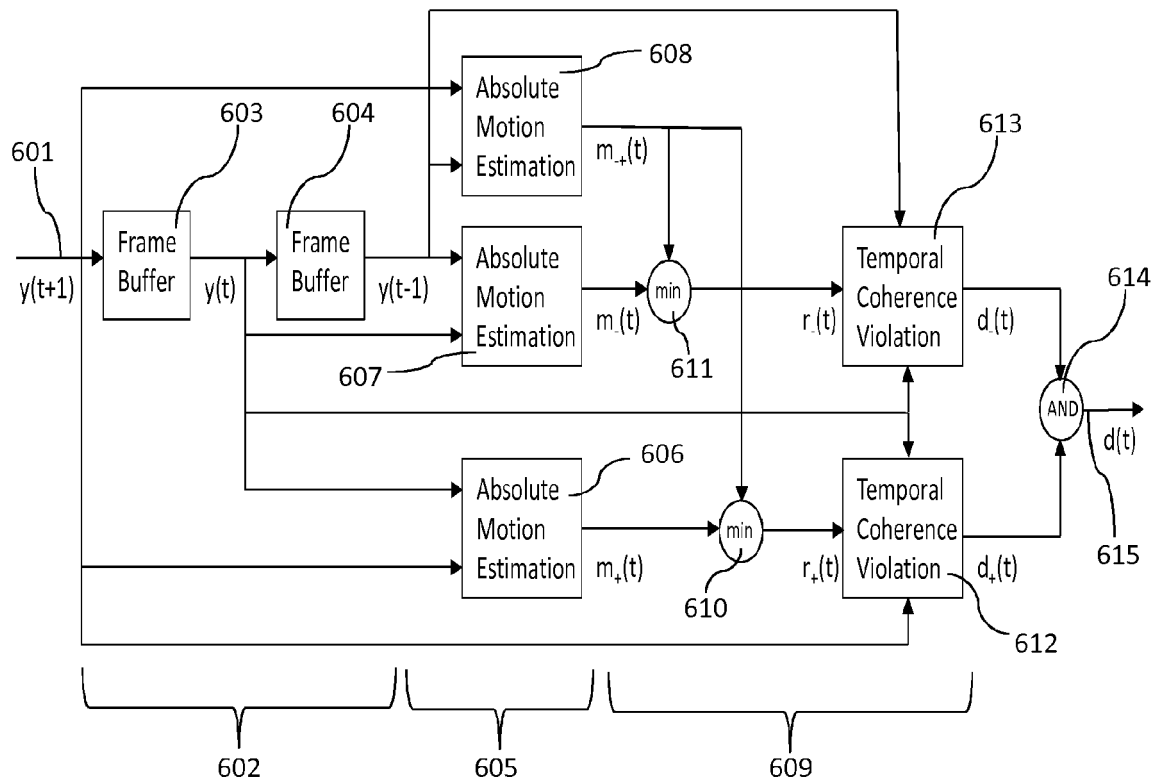 608
Absolute
Motion
Estimation
m₋₊(t)
603
604
601
613
Frame
Buffer
Frame
Buffer
y(t+1)
y(t)
y(t-1)
Absolute
Motion
Estimation
m₋(t)
min
611
607
r₋(t)
Temporal
Coherence
Violation
d₋(t)
614
AND
d(t)
615
606
Absolute
Motion
Estimation
m₊(t)
min
610
r₊(t)
Temporal
Coherence
Violation
d₊(t)
612
602
605
609